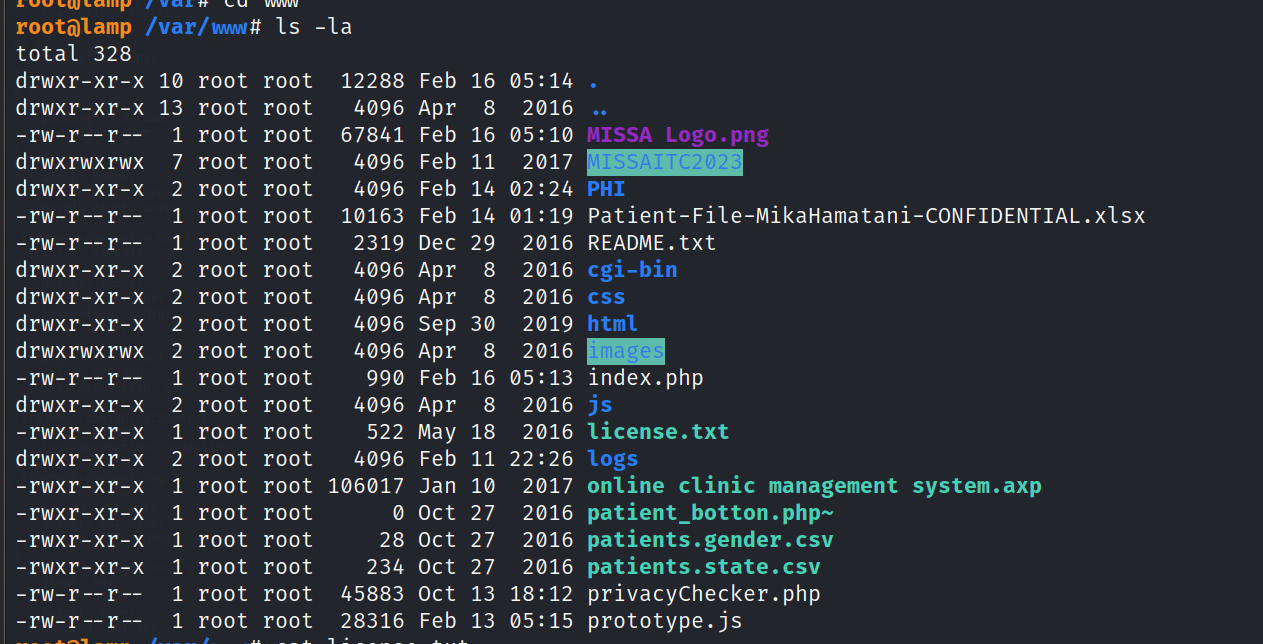 root@lamp /var# cd www
root@lamp /var/www# ls -la
total 328
drwxr-xr-x 10 root root  12288 Feb 16 05:14 .
drwxr-xr-x 13 root root   4096 Apr  8  2016 ..
-rw-r--r--  1 root root  67841 Feb 16 05:10 MISSA Logo.png
drwxrwxrwx  7 root root   4096 Feb 11  2017 MISSAITC2023
drwxr-xr-x  2 root root   4096 Feb 14 02:24 PHI
-rw-r--r--  1 root root  10163 Feb 14 01:19 Patient-File-MikaHamatani-CONFIDENTIAL.xlsx
-rw-r--r--  1 root root   2319 Dec 29  2016 README.txt
drwxr-xr-x  2 root root   4096 Apr  8  2016 cgi-bin
drwxr-xr-x  2 root root   4096 Apr  8  2016 css
drwxr-xr-x  2 root root   4096 Sep 30  2019 html
drwxrwxrwx  2 root root   4096 Apr  8  2016 images
-rw-r--r--  1 root root    990 Feb 16 05:13 index.php
drwxr-xr-x  2 root root   4096 Apr  8  2016 js
-rwxr-xr-x  1 root root    522 May 18  2016 license.txt
drwxr-xr-x  2 root root   4096 Feb 11 22:26 logs
-rwxr-xr-x  1 root root 106017 Jan 10  2017 online clinic management system.axp
-rwxr-xr-x  1 root root      0 Oct 27  2016 patient_botton.php~
-rwxr-xr-x  1 root root     28 Oct 27  2016 patients.gender.csv
-rwxr-xr-x  1 root root    234 Oct 27  2016 patients.state.csv
-rw-r--r--  1 root root  45883 Oct 13 18:12 privacyChecker.php
-rw-r--r--  1 root root  28316 Feb 13 05:15 prototype.js
root@lamp /var/www# cat license.txt